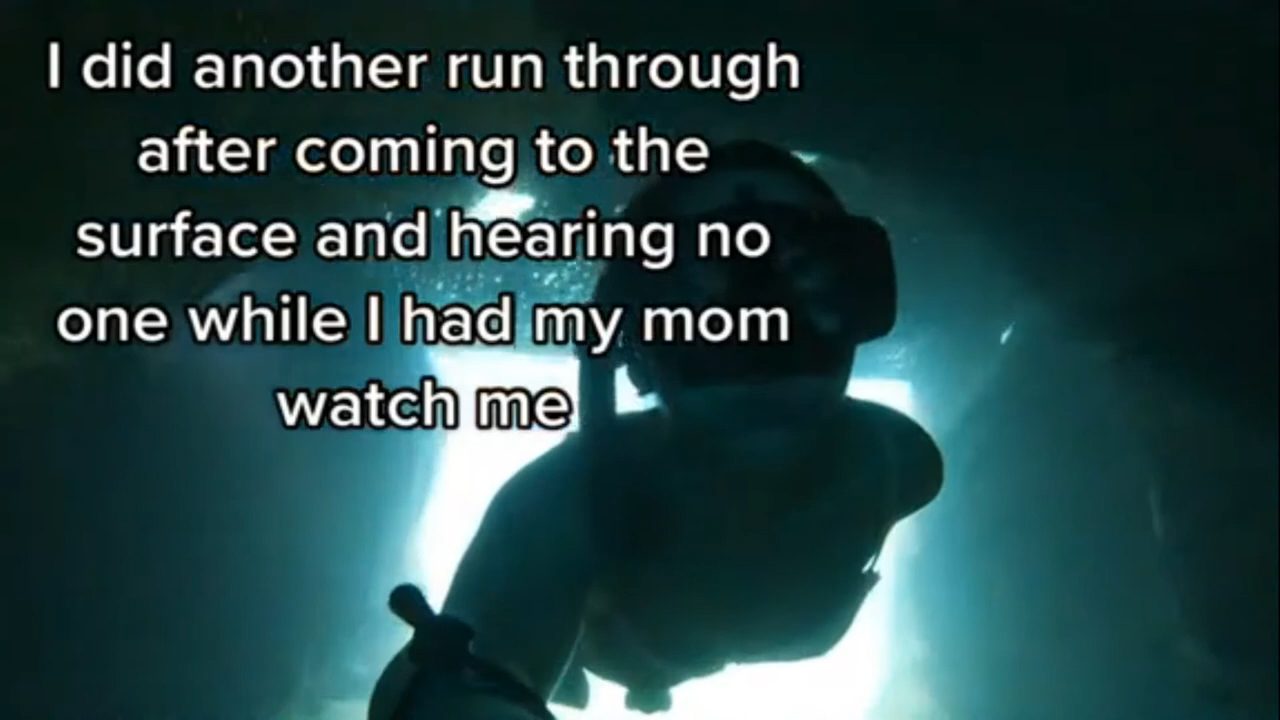 I did another run through
after coming to the
surface and hearing no
one while I had my mom
watch me